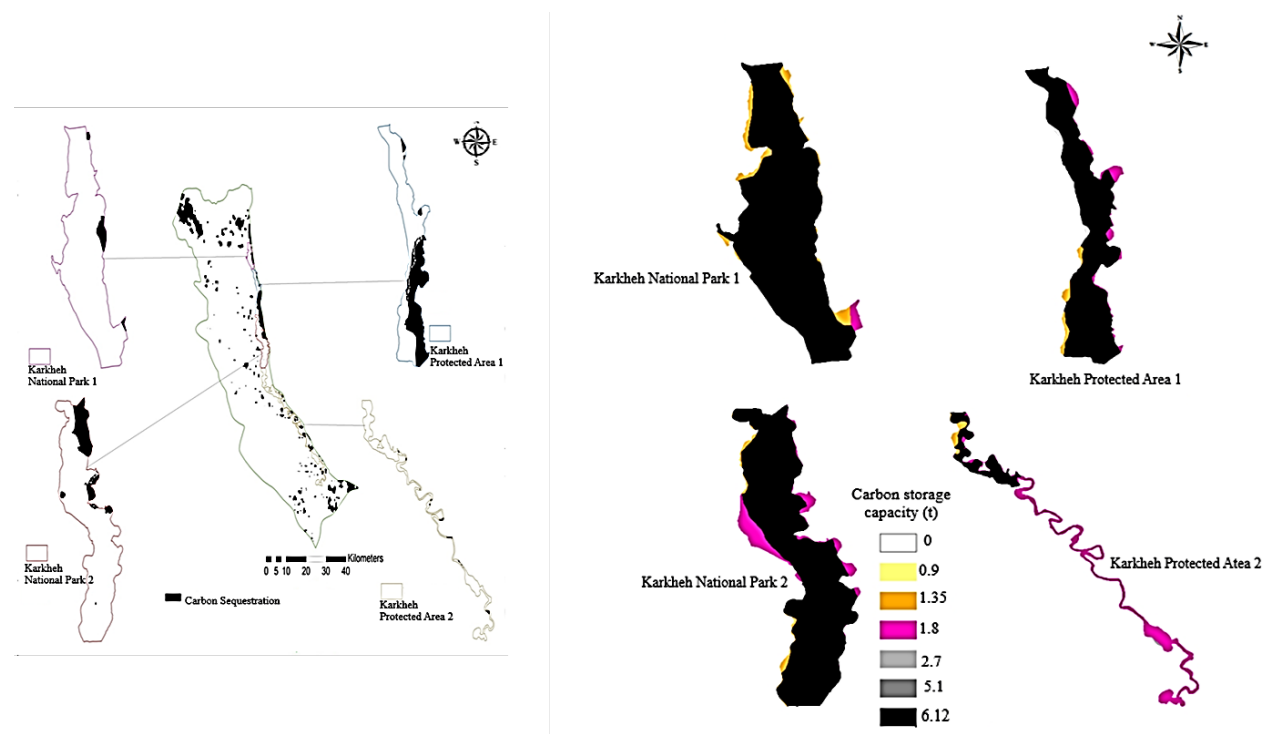 N
W
E
S
Karkheh
National Park 1
Karkheh
Protected Area 1
Karkheh
National Park 2
Kilometers
0 5 10 20 30 40
Carbon Sequestration
Karkheh
Protected Area 2
N
W
E
S
Karkheh National Park 1
Karkheh Protected Area 1
Karkheh National Park 2
Karkheh Protected Atea 2
Carbon storage
capacity (t)
0
0.9
1.35
1.8
2.7
5.1
6.12